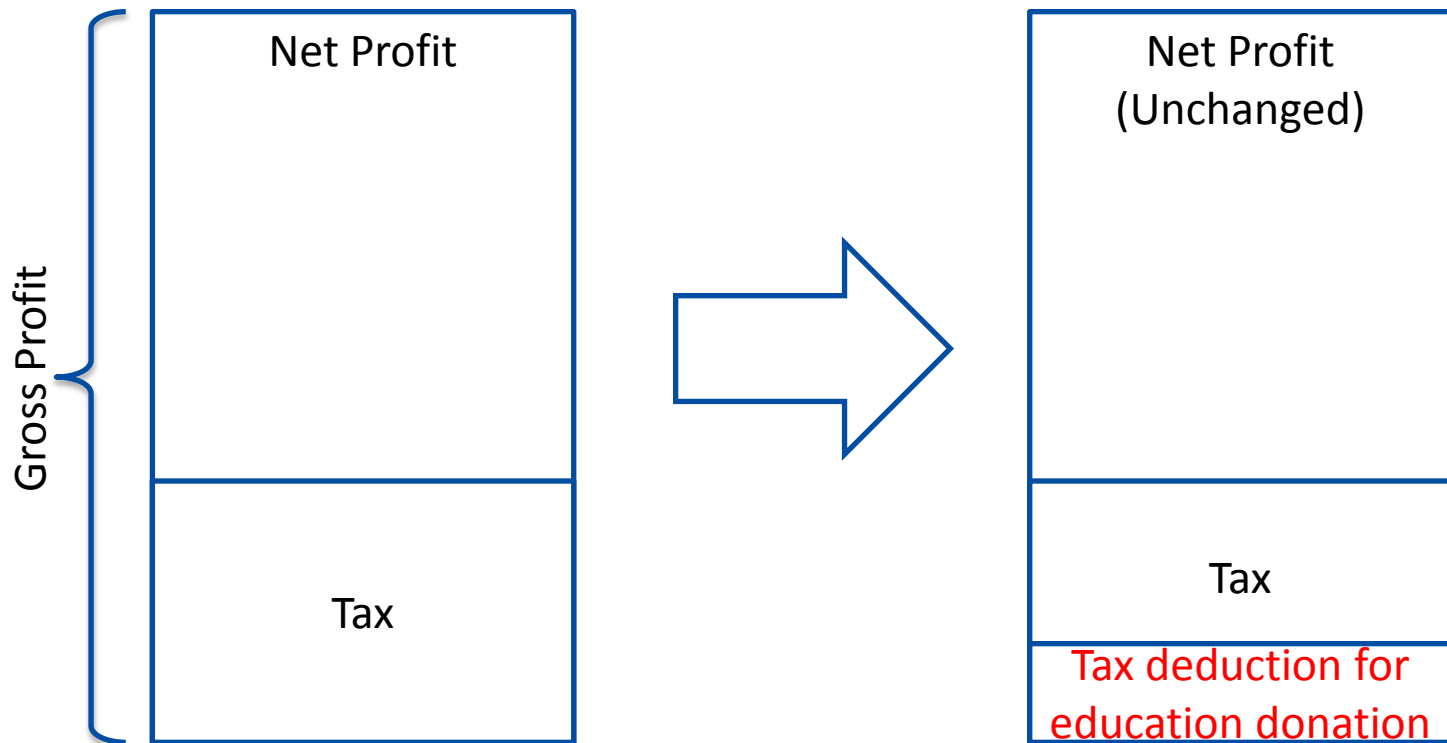 Gross Profit
Net Profit
Tax
Net Profit
(Unchanged)
Tax
Tax deduction for
education donation